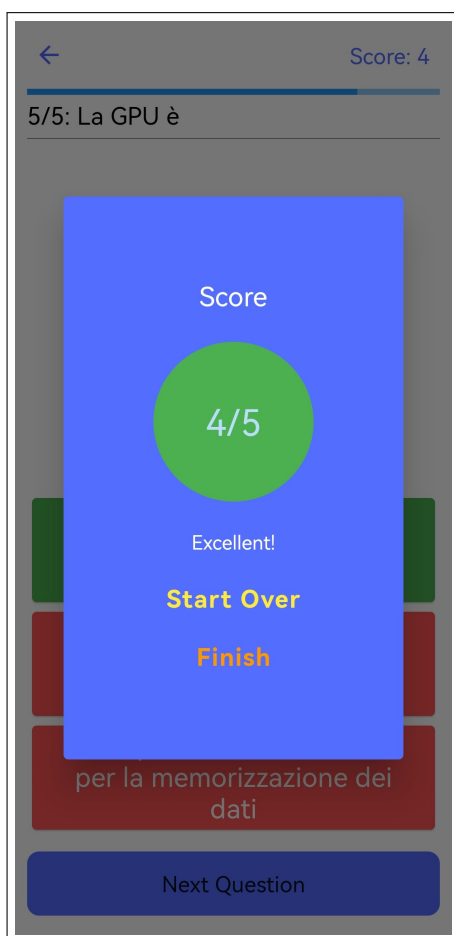 Score: 4
5/5: La GPU è
Score
4/5
Excellent!
Start Over
Finish
per la memorizzazione dei
dati
Next Question